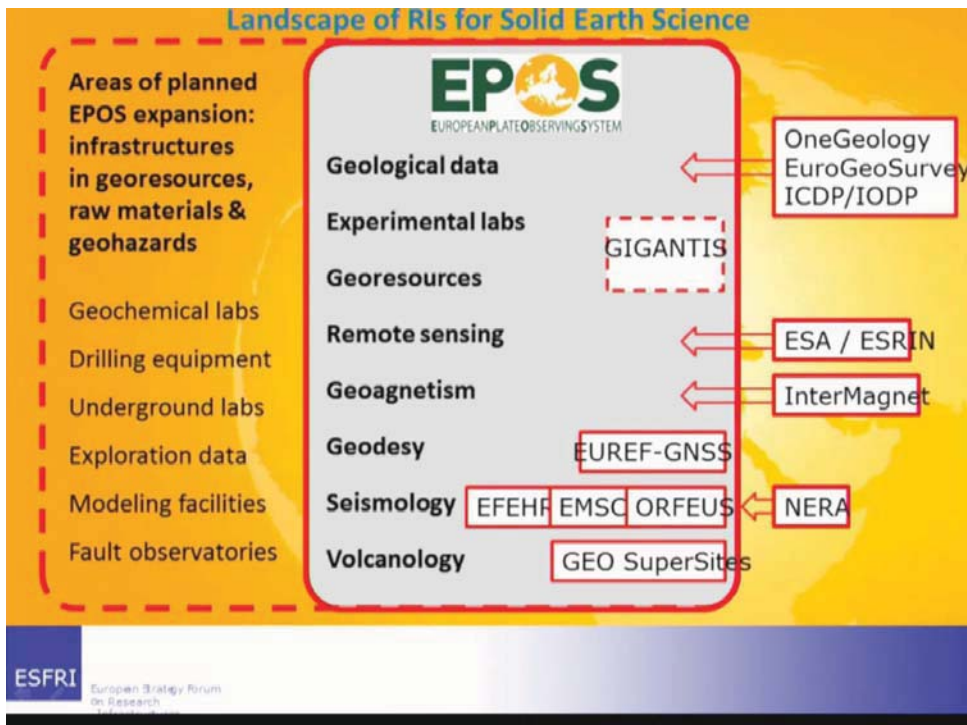 Landscape of RIs for Solid Earth Science
Areas of planned
EPOS expansion:
infrastructures
in georesources,
raw materials &
geohazards
Geochemical labs
Drilling equipment
Underground labs
Exploration data
Modeling facilities
Fault observatories
EPOS
EUROPEANPLATEOBSERVINGSYSTEM
Geological data
Experimental labs
GIGANTIS
Georesources
Remote sensing
Geoagnetism
Geodesy
EUREF-GNSS
Seismology
EFEHR
EMSC
ORFEUS
Volcanology
GEO SuperSites
OneGeology
EuroGeoSurvey
ICDP/IODP
ESA / ESRIN
InterMagnet
NERA
ESFRI
European Strategy Forum
On Research
Infrastructures